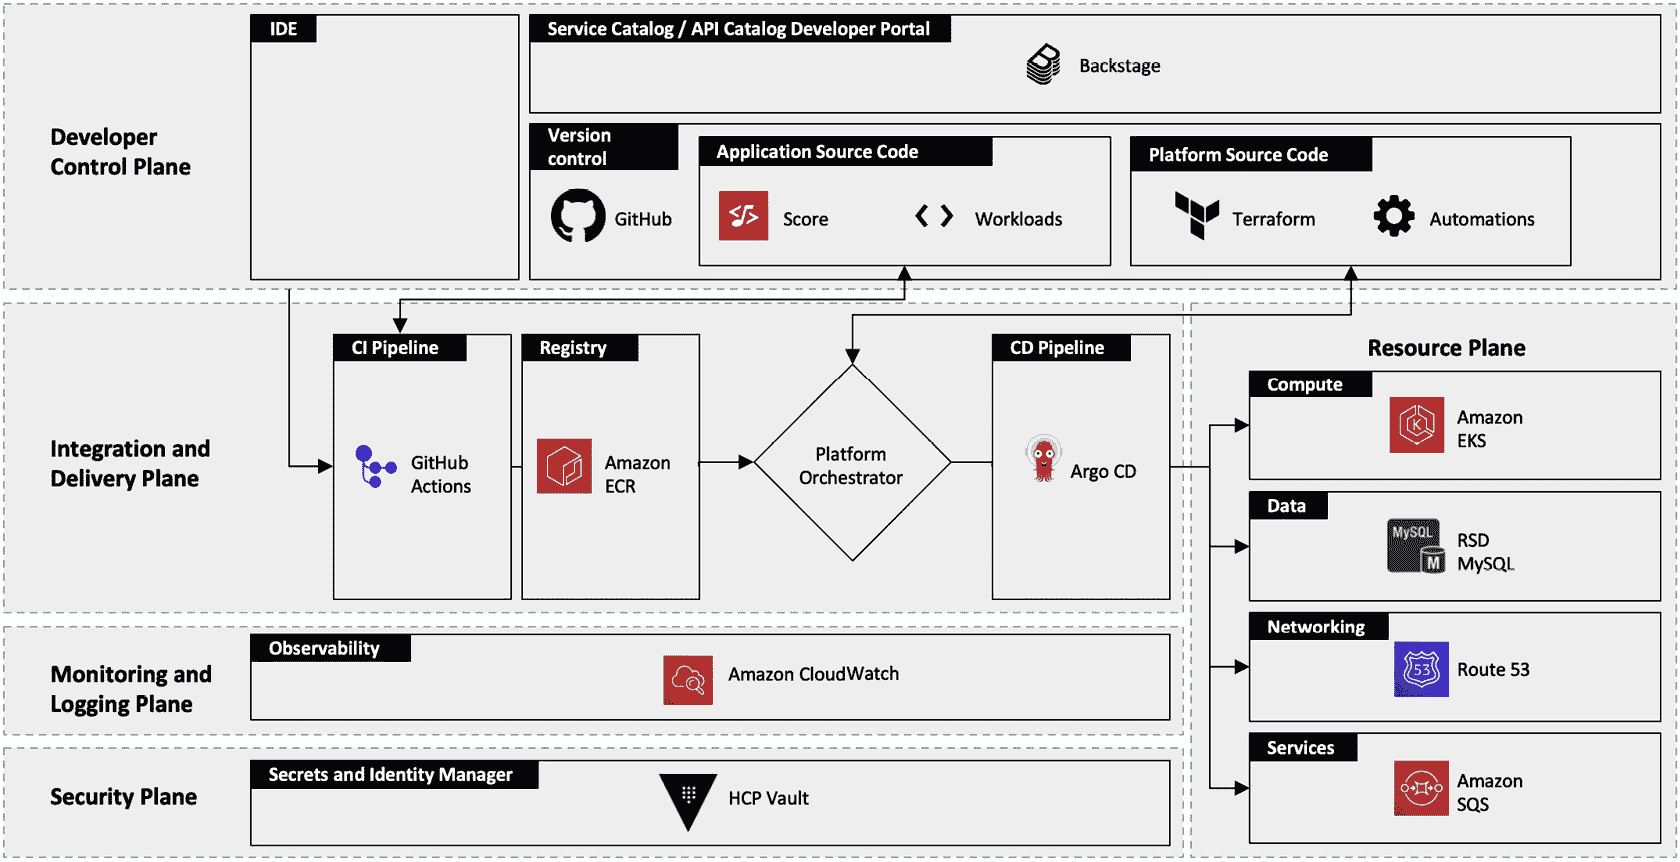 IDE
Service Catalog / API Catalog Developer Portal
Backstage
Developer
Control Plane
Version
control
GitHub
Application Source Code
Score
Workloads
Platform Source Code
Terraform
Automations
Integration and
Delivery Plane
CI Pipeline
GitHub
Actions
Registry
Amazon
ECR
Platform
Orchestrator
CD Pipeline
Argo CD
Resource Plane
Compute
K
Amazon
EKS
Data
MySQL
M
RSD
MySQL
Networking
53
Route 53
Services
Amazon
SQS
Monitoring and
Logging Plane
Observability
Amazon CloudWatch
Security Plane
Secrets and Identity Manager
HCP Vault